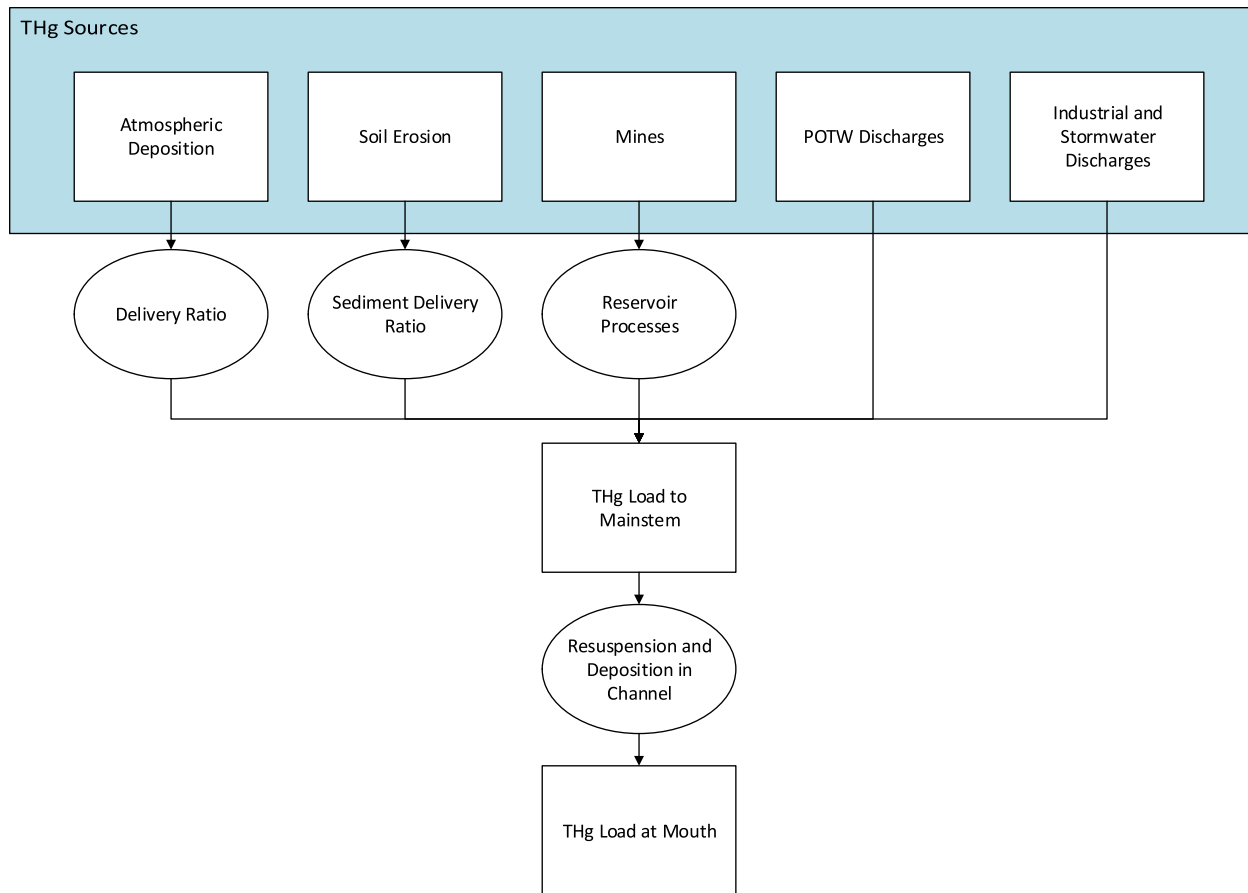 THg Sources
Atmospheric
Deposition
Soil Erosion
Mines
POTW Discharges
Industrial and
Stormwater
Discharges
Delivery Ratio
Sediment Delivery
Ratio
Reservoir
Processes
THg Load to
Mainstem
Resuspension and
Deposition in
Channel
THg Load at Mouth